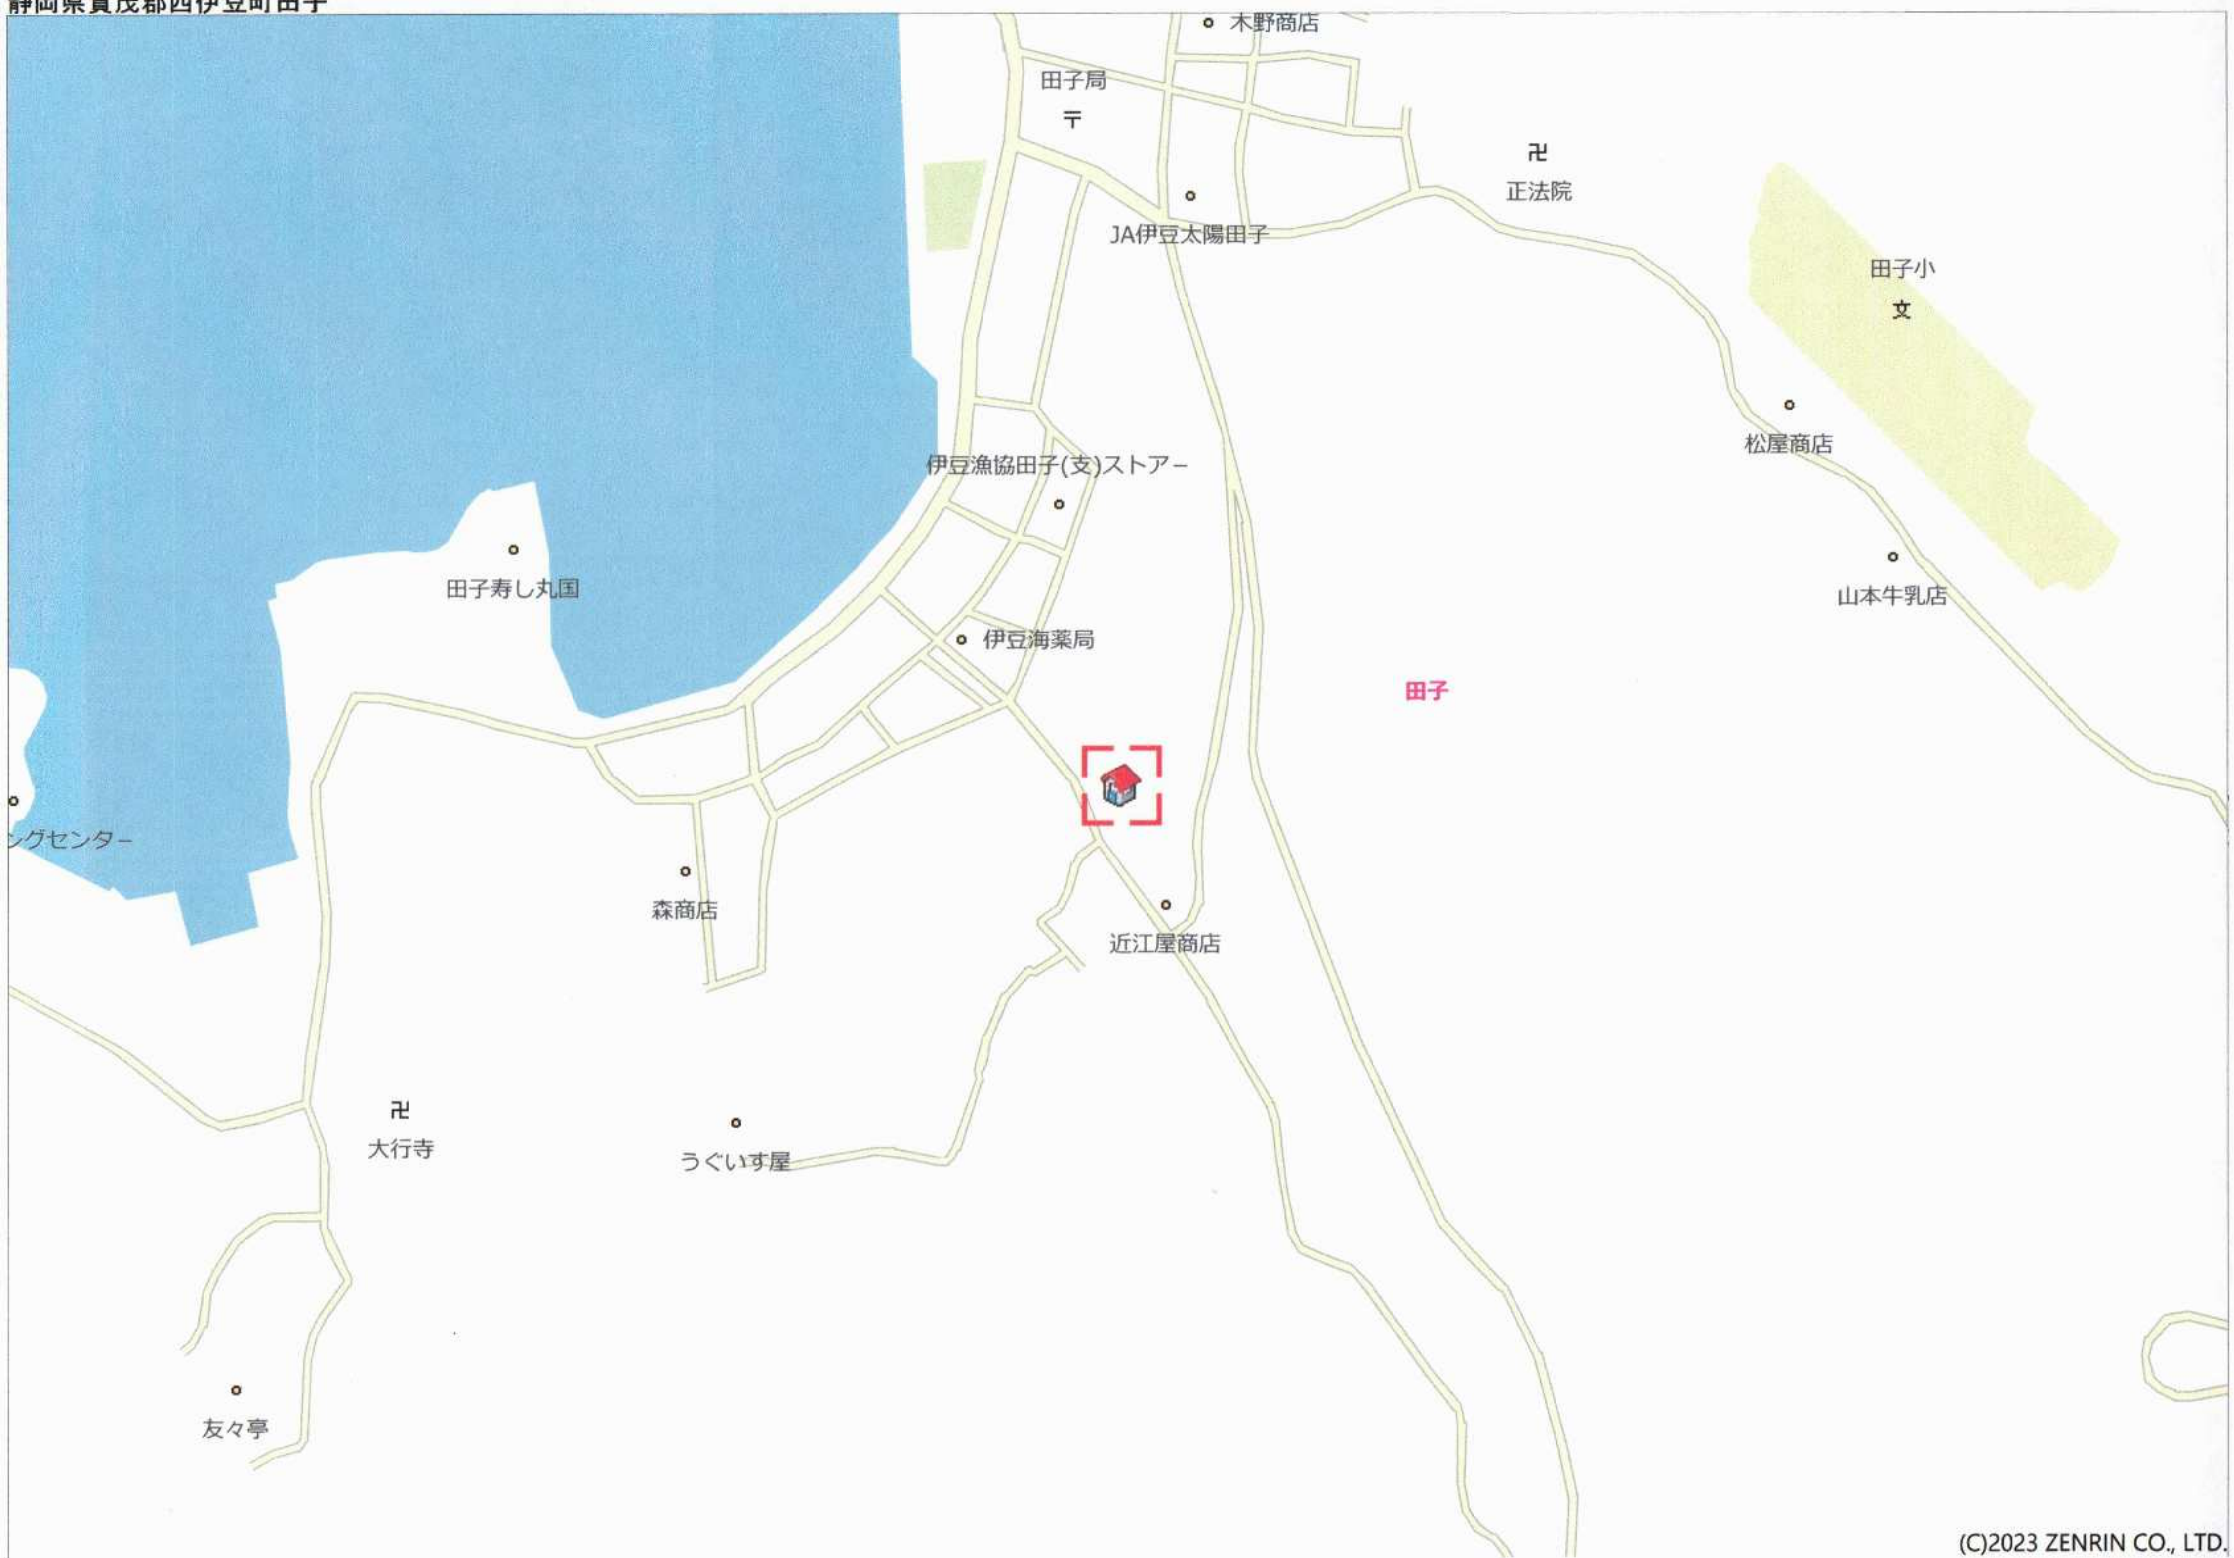 静岡県賀茂郡西伊豆町田子
木野商店
田子局
〒
正法院
JA伊豆太陽田子
田子小
文
松屋商店
伊豆漁協田子(支)ストアー
田子寿し丸国
山本牛乳店
伊豆海薬局
田子
ングセンター
森商店
近江屋商店
大行寺
うぐいす屋
友々亭
(C)2023 ZENRIN CO., LTD.